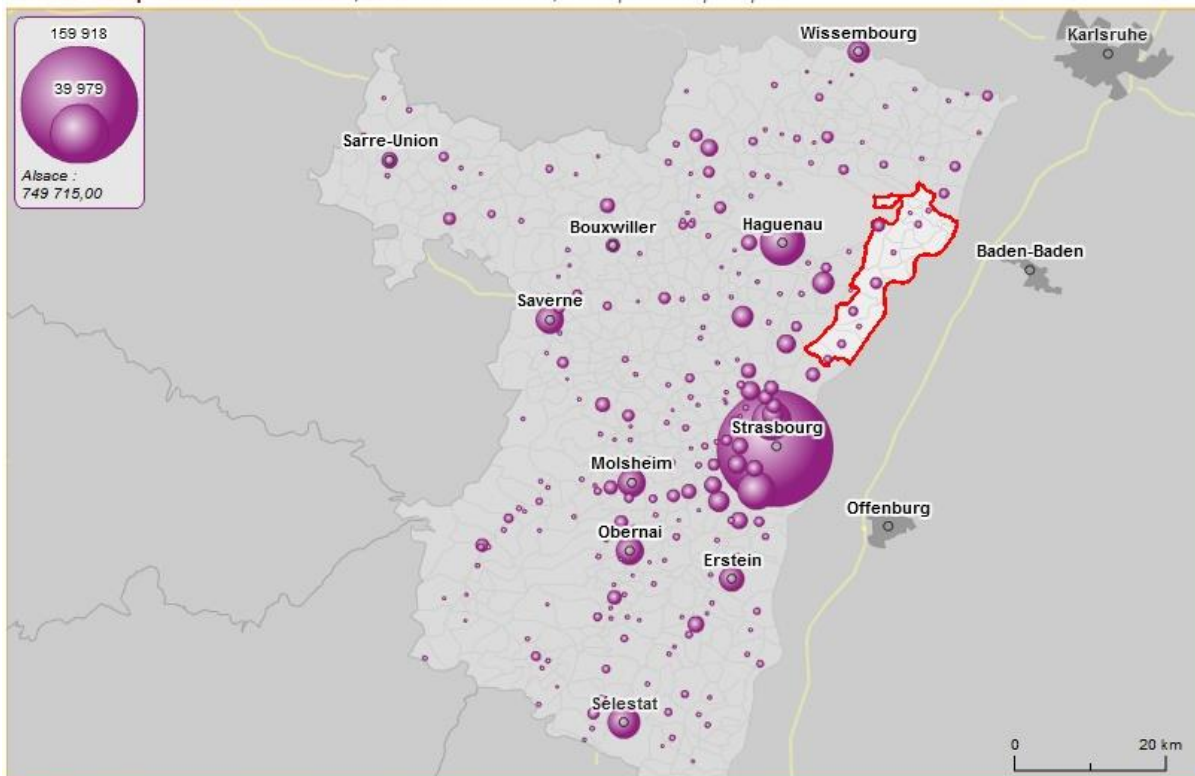 159 918
39 979
Alsace :
749 715,00
Wissembourg
Karlsruhe
Sarre-Union
Bouxwiller
Haguenau
Baden-Baden
Saverne
Strasbourg
Molsheim
Offenburg
Obernai
Erstein
Sélestat
0 20 km